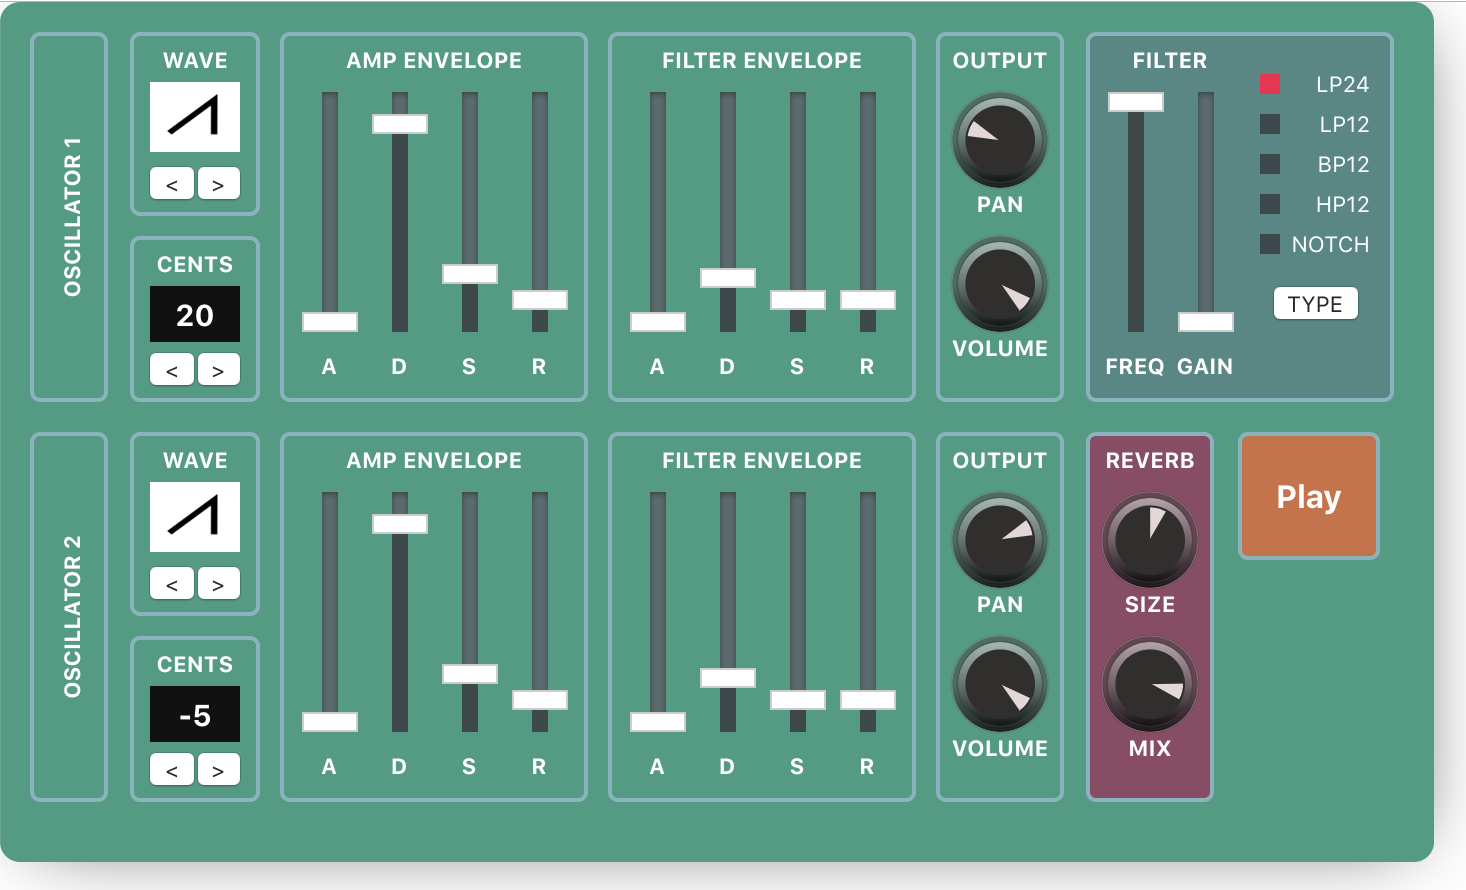 OSCILLATOR 1
WAVE
< >
CENTS
20
< >
AMP ENVELOPE
A D S R
FILTER ENVELOPE
A D S R
OUTPUT
PAN
VOLUME
FILTER
FREQ GAIN
LP24
LP12
BP12
HP12
NOTCH
TYPE
OSCILLATOR 2
WAVE
< >
CENTS
-5
< >
AMP ENVELOPE
A D S R
FILTER ENVELOPE
A D S R
OUTPUT
PAN
VOLUME
REVERB
SIZE
MIX
Play